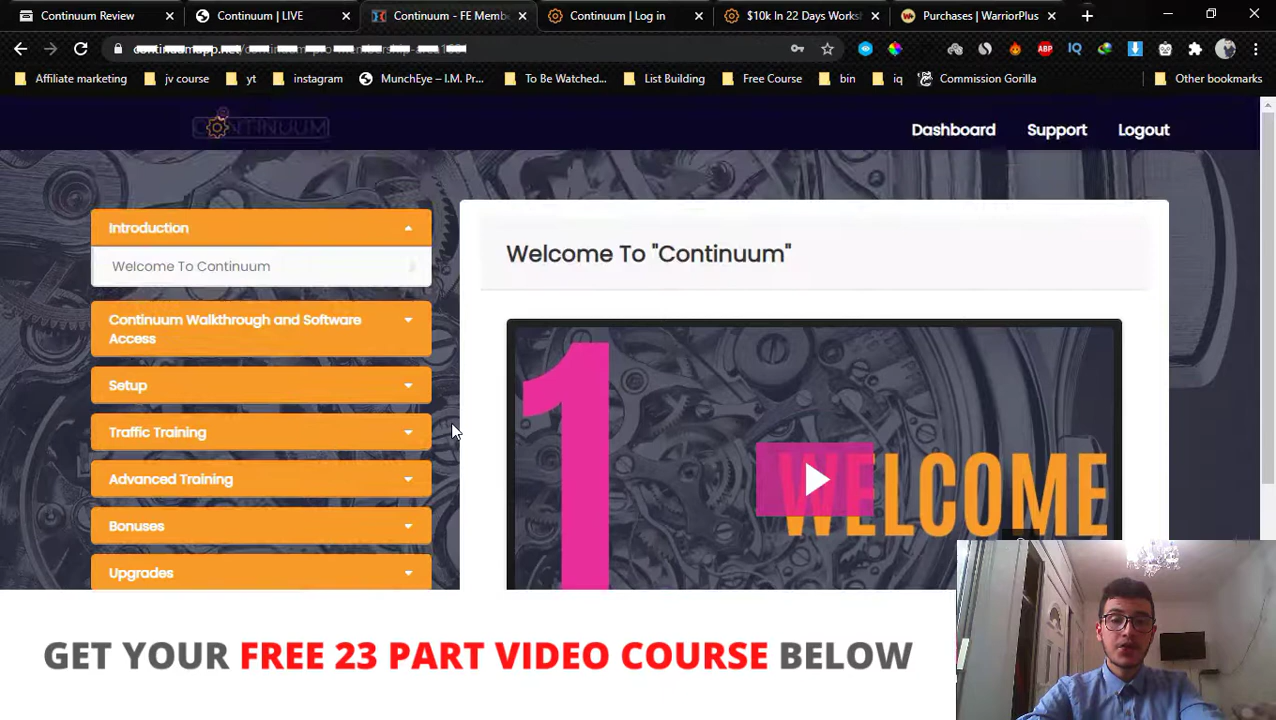 Continuum Review
Continuum | LIVE
Continuum - FE Memb
Continuum | Log in
$10k In 22 Days Works
Purchases | WarriorPlus
Affiliate marketing
jv course
yt
instagram
MunchEye – I.M. Pr...
To Be Watched...
List Building
Free Course
bin
iq
Commission Gorilla
Other bookmarks
ABP
IQ
CONTINUUM
Dashboard
Support
Logout
Introduction
Welcome To Continuum
Continuum Walkthrough and Software
Access
Setup
Traffic Training
Advanced Training
Bonuses
Upgrades
Welcome To "Continuum"
1
WELCOME
GET YOUR FREE 23 PART VIDEO COURSE BELOW